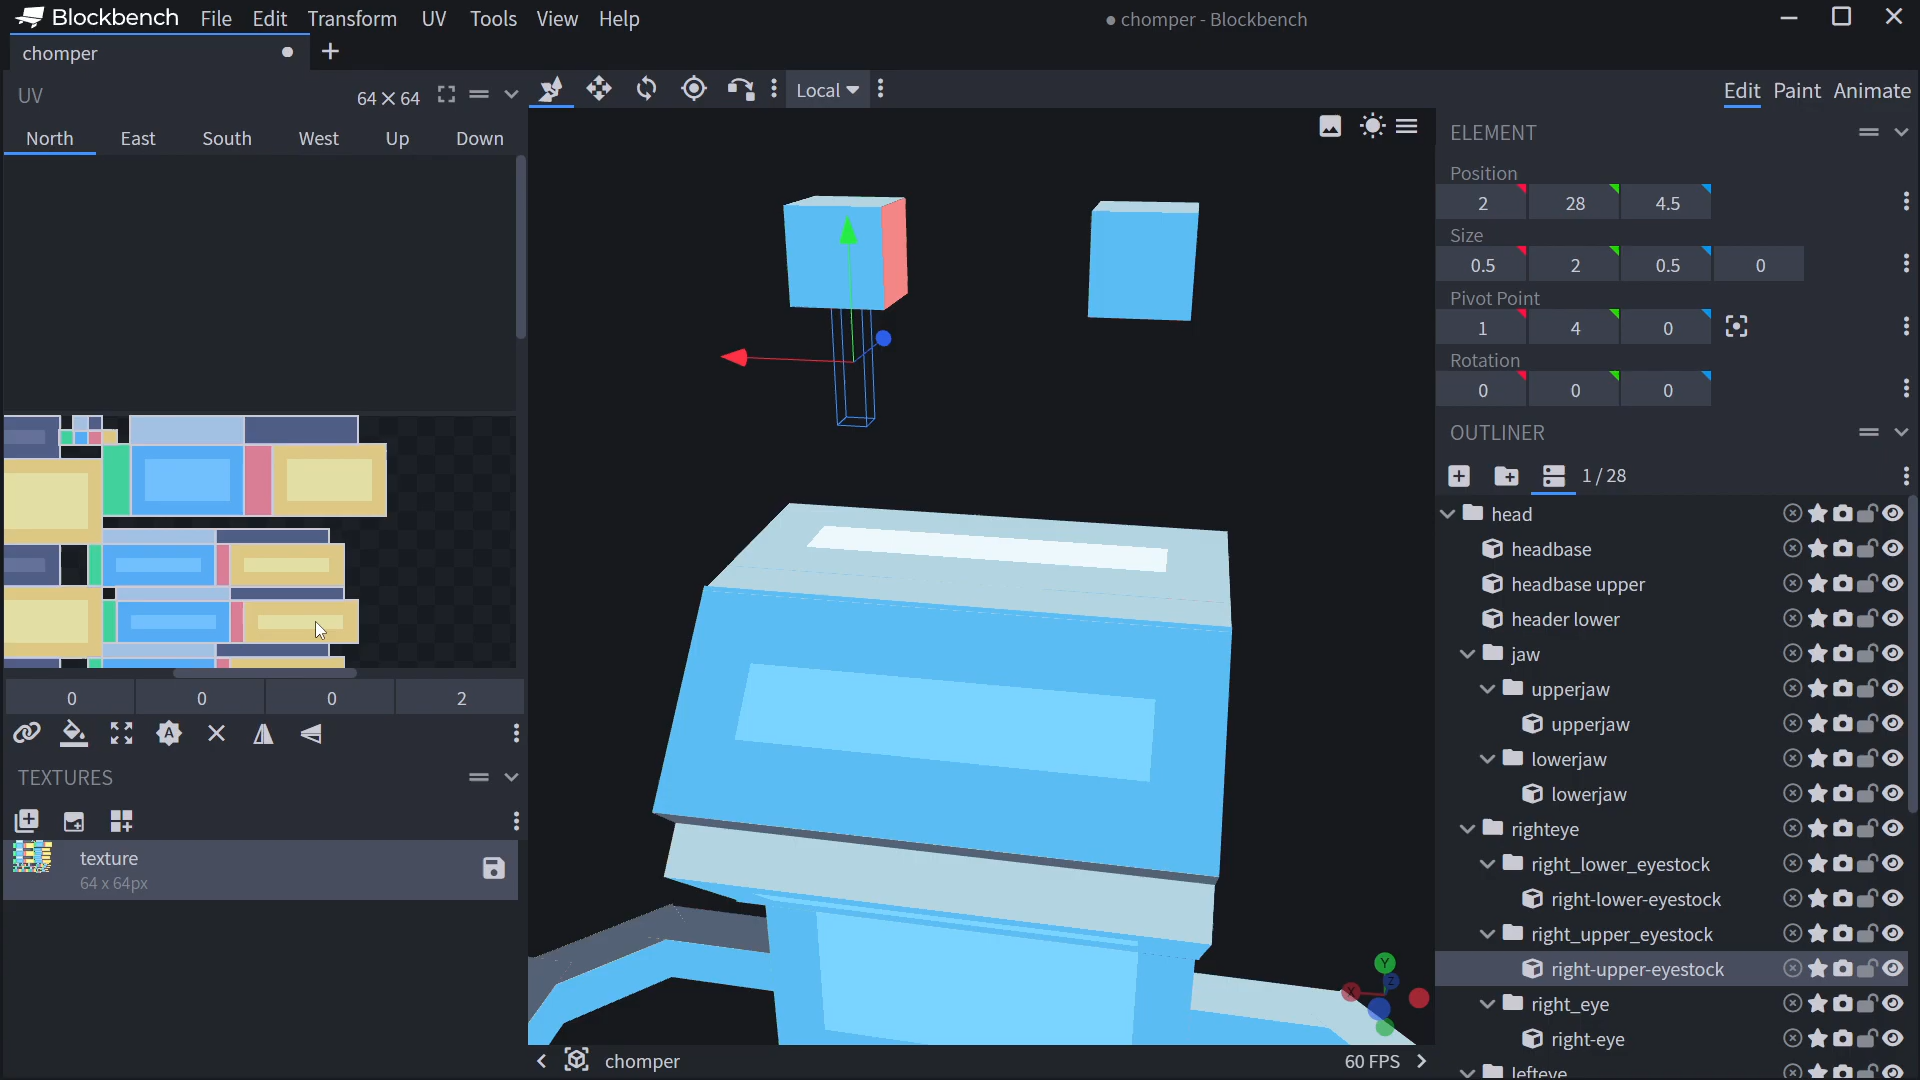 Blockbench File Edit Transform UV Tools View Help chomper - Blockbench
chomper
UV 64×64
North East South West Up Down
Local
Edit Paint Animate
ELEMENT
Position
2 28 4.5
Size
0.5 2 0.5 0
Pivot Point
1 4 0
Rotation
0 0 0
OUTLINER
1 / 28
head
headbase
headbase upper
header lower
jaw
upperjaw
upperjaw
lowerjaw
lowerjaw
righteye
right_lower_eyestock
right-lower-eyestock
right_upper_eyestock
right-upper-eyestock
right_eye
right-eye
lefteye
0 0 0 2
A
TEXTURES
texture
64 x 64px
Y
Z
X
chomper 60 FPS